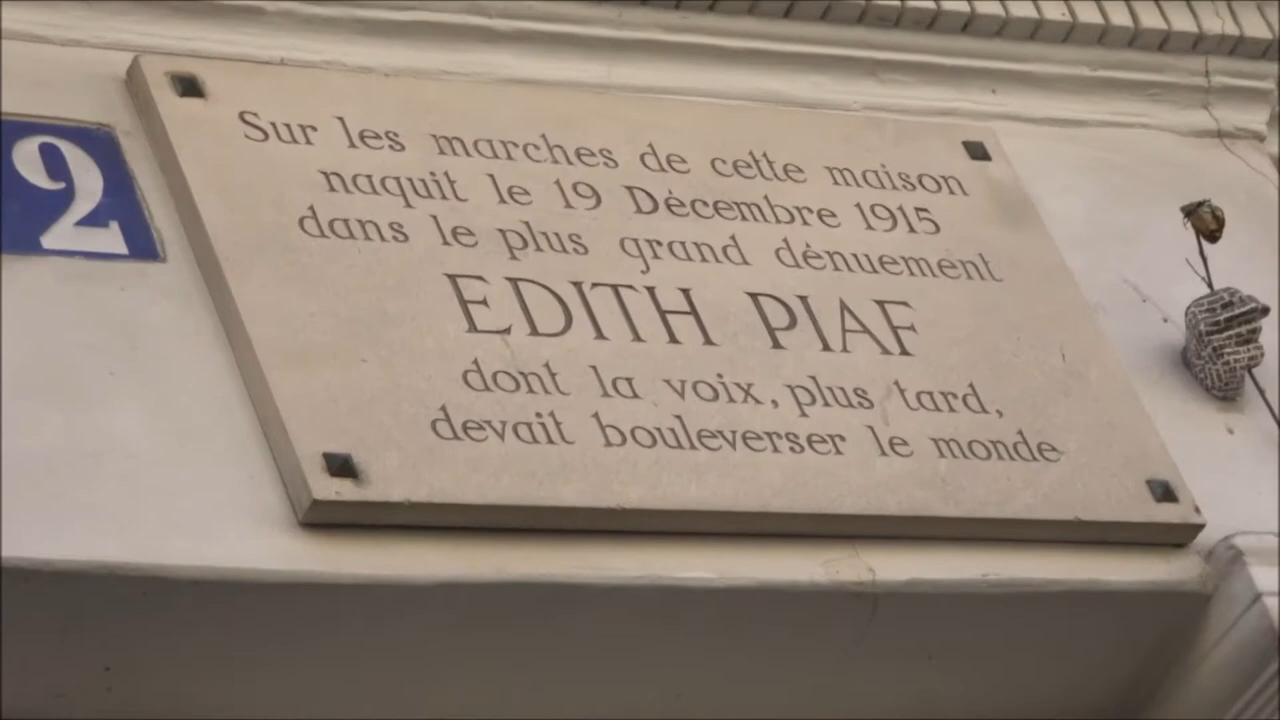 2
Sur les marches de cette maison
naquit le 19 Décembre 1915
dans le plus grand dénuement
EDITH PIAF
dont la voix, plus tard,
devait bouleverser le monde